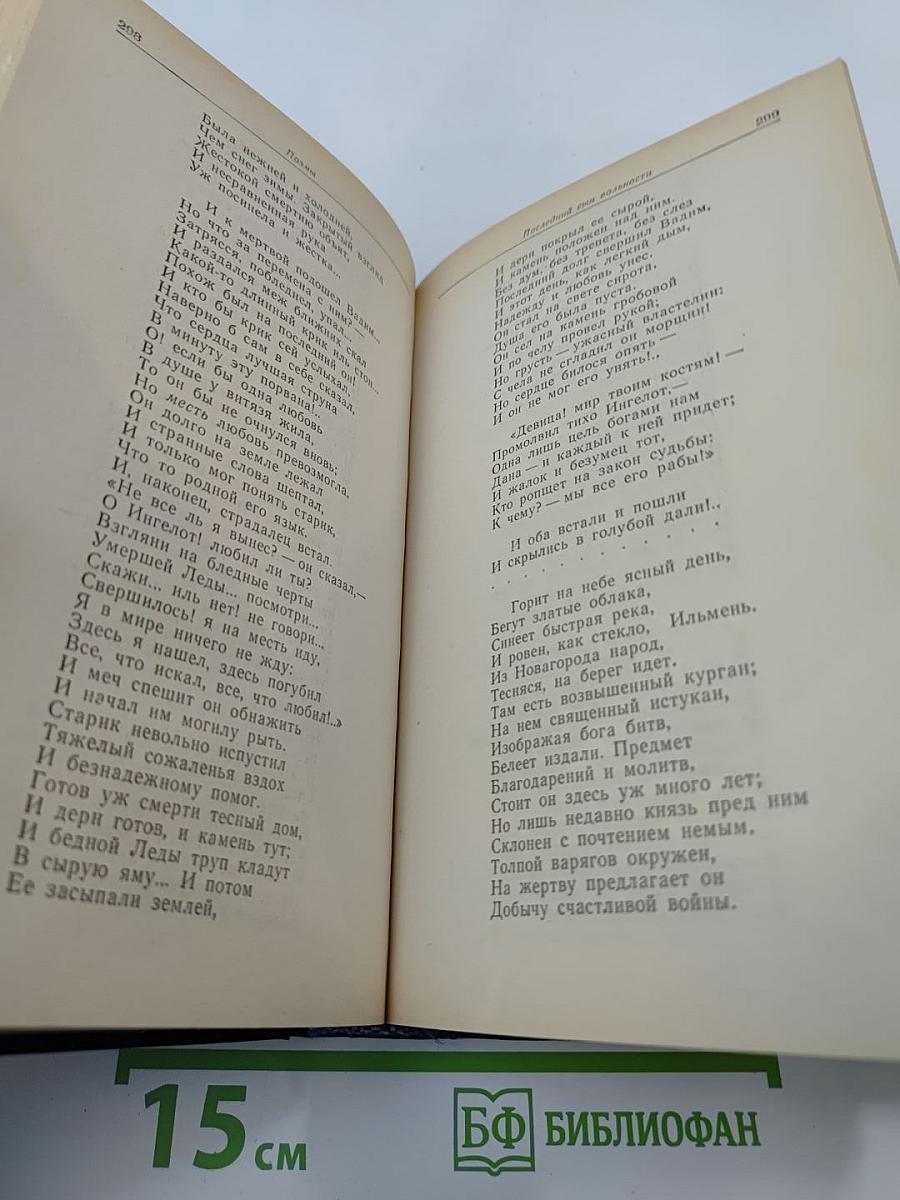 298
Поэмы
Была нежней и холодней,
Чем снег зимы. Закрытый взгляд
Жестокой смертию объят,
И несравненная рука
Уж посинела и жестка...
И к мертвой подошел Вадим...
Но что за перемена с ним? —
Затрясся, побледнел, упал...
И раздался меж ближних скал
Какой-то длинный крик иль стон...
Похож был на последний он!
И кто бы крик сей услыхал,
Наверно б сам в себе сказал,
Что сердца лучшая струна
В минуту эту порвана!..
О! если бы одна любовь
В душе у витязя жила,
То он бы не очнулся вновь;
Но месть любовь превозмогла.
Он долго на земле лежал
И странные слова шептал,
И только мог понять старик,
Что то родной его язык.
И, наконец, страдалец встал.
«Не все ль я вынес? — он сказал,—
О Ингелот! любил ли ты?
Взгляни на бледные черты
Умершей Леды... посмотри...
Скажи... иль нет! не говори...
Свершилось! я на месть иду,
Я в мире ничего не жду:
Здесь я нашел, здесь погубил
Все, что искал, все, что любил!..»
И меч спешит он обнажить
И начал им могилу рыть.
Старик невольно испустил
Тяжелый сожаленья вздох
И безнадежному помог.
Готов уж смерти тесный дом,
И дерн готов, и камень тут;
И бедной Леды труп кладут
В сырую яму... И потом
Ее засыпали землей,
299
Последний сын вольности
И дерн покрыл ее сырой,
И камень положен над ним.
Без дум, без трепета, без слез
Последний долг свершил Вадим,
И этот день, как легкий дым,
Надежду и любовь унес.
Он стал на свете сирота.
Душа его была пуста.
Он сел на камень гробовой
И по челу провел рукой;
Но грусть — ужасный властелин:
С чела не сгладил он морщин!
Но сердце билося опять —
И он не мог его унять!..
«Девица! мир твоим костям! —
Промолвил тихо Ингелот,—
Одна лишь цель богами нам
Дана — и каждый к ней придет;
И жалок и безумец тот,
Кто ропщет на закон судьбы:
К чему? — мы все его рабы!»
И оба встали и пошли
И скрылись в голубой дали!..
. . . . . . . . . . . .
Горит на небе ясный день,
Бегут златые облака,
Синеет быстрая река,
И ровен, как стекло, Ильмень.
Из Новагорода народ,
Тесняся, на берег идет.
Там есть возвышенный курган;
На нем священный истукан,
Изображая бога битв,
Белеет издали. Предмет
Благодарений и молитв,
Стоит он здесь уж много лет;
Но лишь недавно князь пред ним
Склонен с почтением немым.
Толпой варягов окружен,
На жертву предлагает он
Добычу счастливой войны.
15 см
БФ БИБЛИОФАН